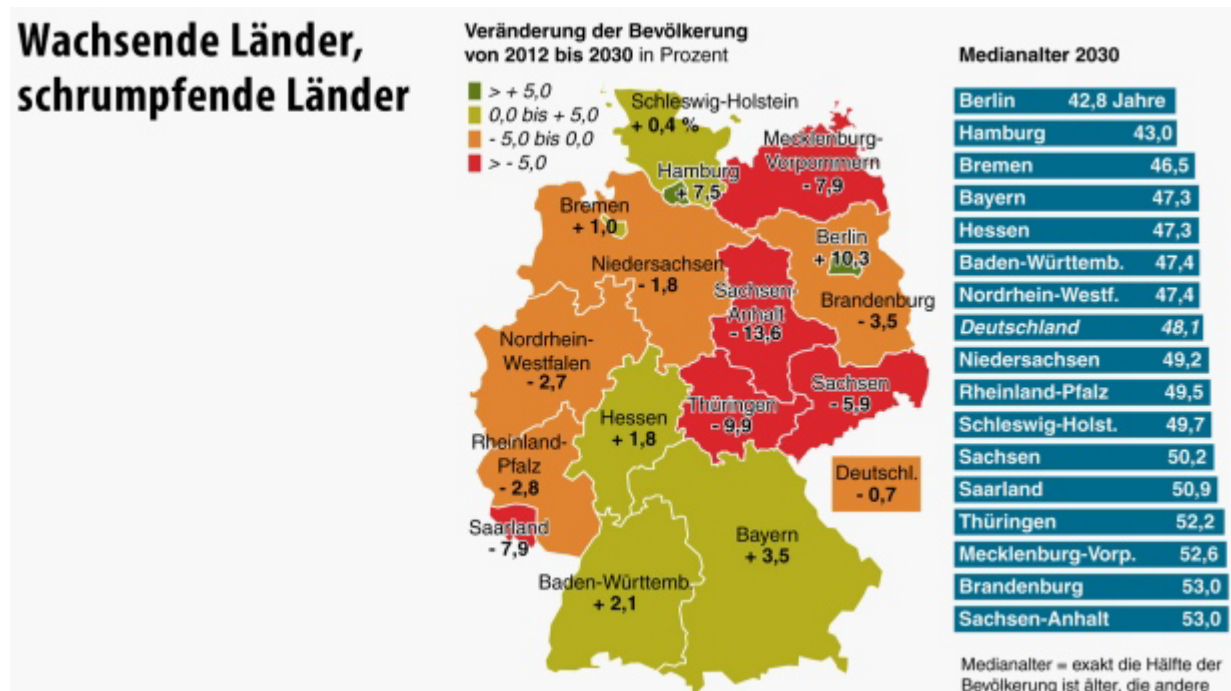 Wachsende Länder,
schrumpfende Länder
Veränderung der Bevölkerung
von 2012 bis 2030 in Prozent
> + 5,0
0,0 bis + 5,0
- 5,0 bis 0,0
> - 5,0
Schleswig-Holstein
+ 0,4 %
Mecklenburg-
Vorpommern
- 7,9
Hamburg
+ 7,5
Bremen
+ 1,0
Berlin
+ 10,3
Niedersachsen
- 1,8
Sachsen-
Anhalt
- 13,6
Brandenburg
- 3,5
Nordrhein-
Westfalen
- 2,7
Sachsen
- 5,9
Thüringen
- 9,9
Hessen
+ 1,8
Rheinland-
Pfalz
- 2,8
Deutschl.
- 0,7
Saarland
- 7,9
Bayern
+ 3,5
Baden-Württemb.
+ 2,1
Medianalter 2030
Berlin 42,8 Jahre
Hamburg 43,0
Bremen 46,5
Bayern 47,3
Hessen 47,3
Baden-Württemb. 47,4
Nordrhein-Westf. 47,4
Deutschland 48,1
Niedersachsen 49,2
Rheinland-Pfalz 49,5
Schleswig-Holst. 49,7
Sachsen 50,2
Saarland 50,9
Thüringen 52,2
Mecklenburg-Vorp. 52,6
Brandenburg 53,0
Sachsen-Anhalt 53,0
Medianalter = exakt die Hälfte der
Bevölkerung ist älter, die andere